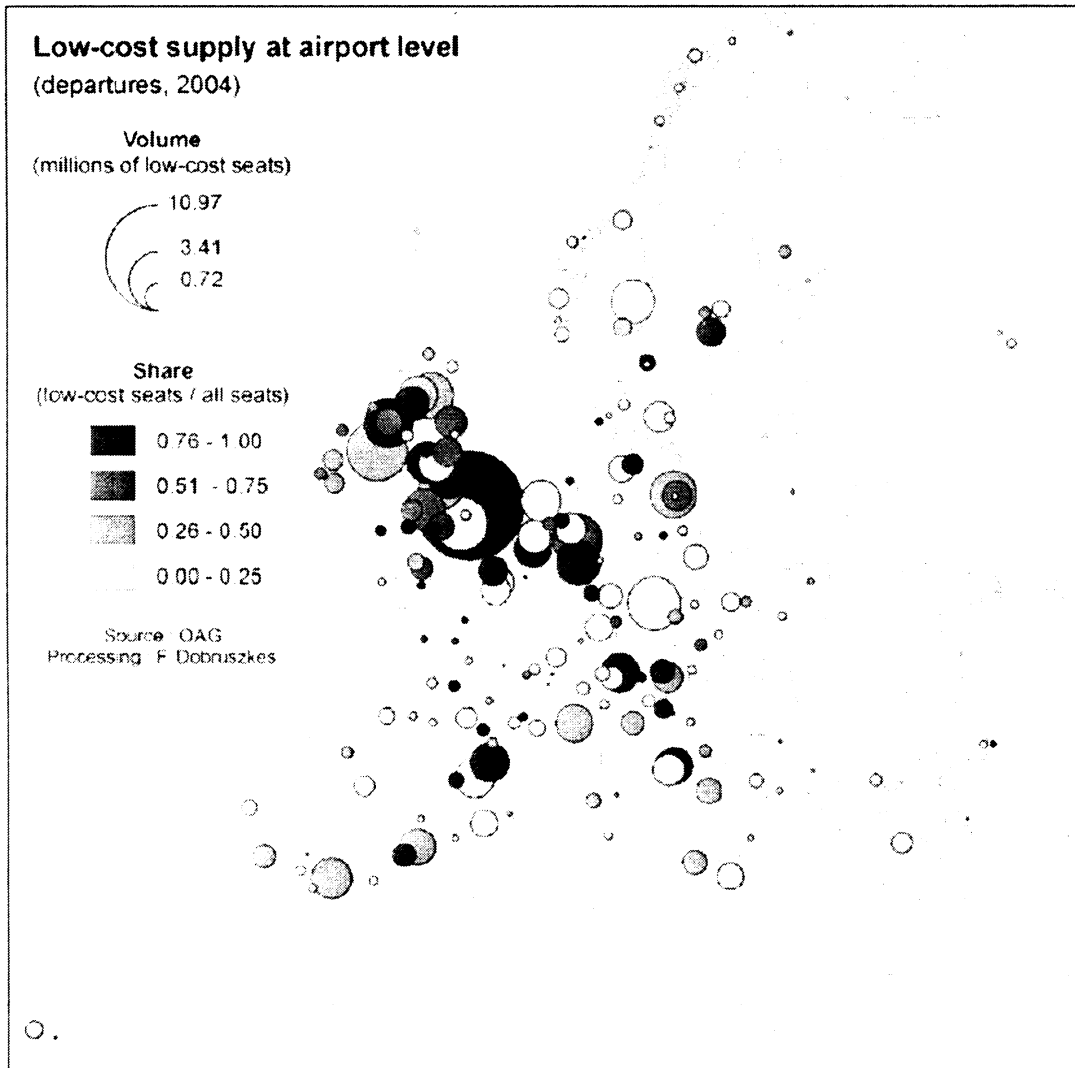 Low-cost supply at airport level
(departures, 2004)
Volume
(millions of low-cost seats)
10.97
3.41
0.72
Share
(low-cost seats / all seats)
0.76 - 1.00
0.51 - 0.75
0.26 - 0.50
0.00 - 0.25
Source OAG
Processing F Dobruszkes